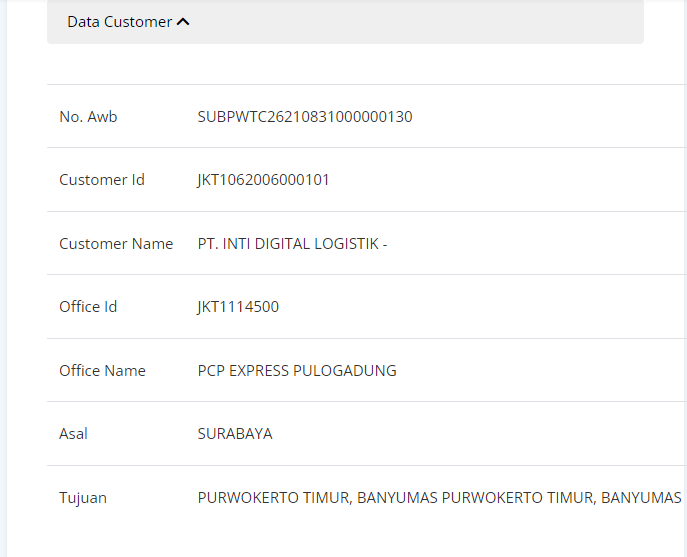 Data Customer
No. Awb SUBPWTC26210831000000130
Customer Id JKT1062006000101
Customer Name PT. INTI DIGITAL LOGISTIK -
Office Id JKT1114500
Office Name PCP EXPRESS PULOGADUNG
Asal SURABAYA
Tujuan PURWOKERTO TIMUR, BANYUMAS PURWOKERTO TIMUR, BANYUMAS